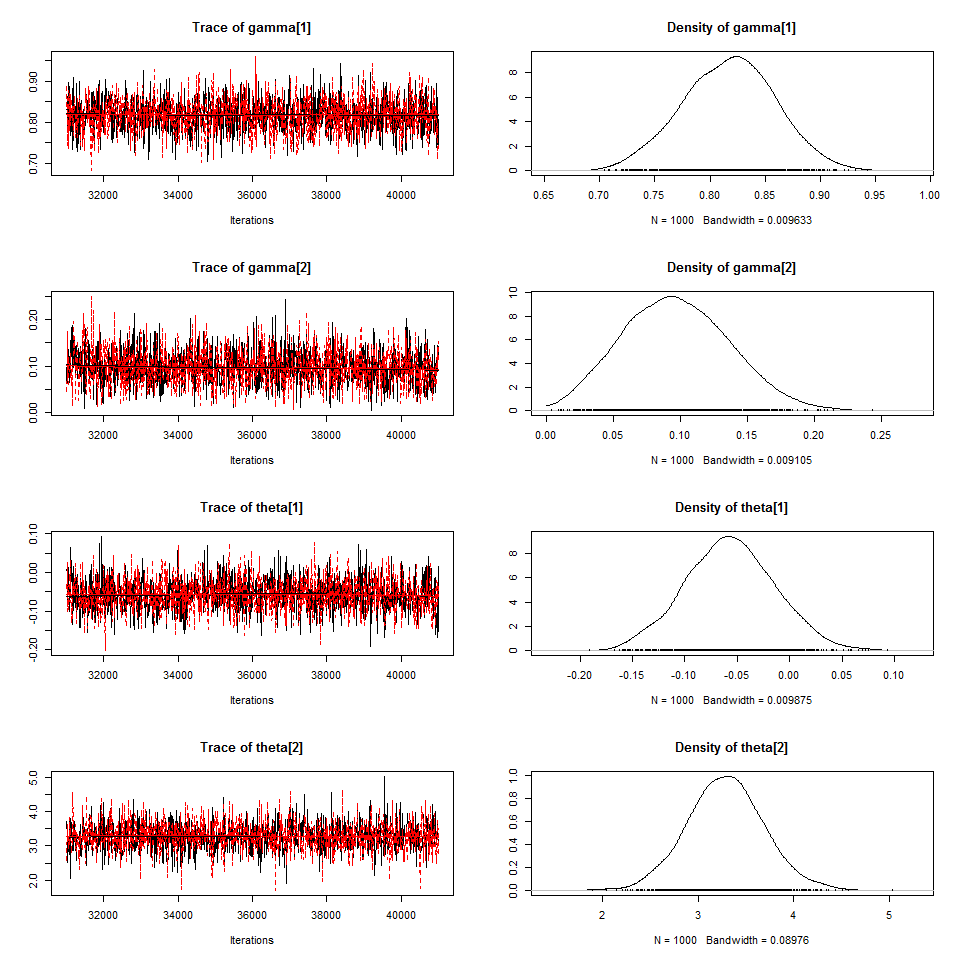 Trace of gamma[1]
0.70 0.80 0.90
32000 34000 36000 38000 40000
Iterations
Density of gamma[1]
0 2 4 6 8
0.65 0.70 0.75 0.80 0.85 0.90 0.95 1.00
N = 1000 Bandwidth = 0.009633
Trace of gamma[2]
0.00 0.10 0.20
32000 34000 36000 38000 40000
Iterations
Density of gamma[2]
0 2 4 6 8 10
0.00 0.05 0.10 0.15 0.20 0.25
N = 1000 Bandwidth = 0.009105
Trace of theta[1]
-0.20 -0.10 0.00 0.10
32000 34000 36000 38000 40000
Iterations
Density of theta[1]
0 2 4 6 8
-0.20 -0.15 -0.10 -0.05 0.00 0.05 0.10
N = 1000 Bandwidth = 0.009875
Trace of theta[2]
2.0 3.0 4.0 5.0
32000 34000 36000 38000 40000
Iterations
Density of theta[2]
0.0 0.2 0.4 0.6 0.8 1.0
2 3 4 5
N = 1000 Bandwidth = 0.08976